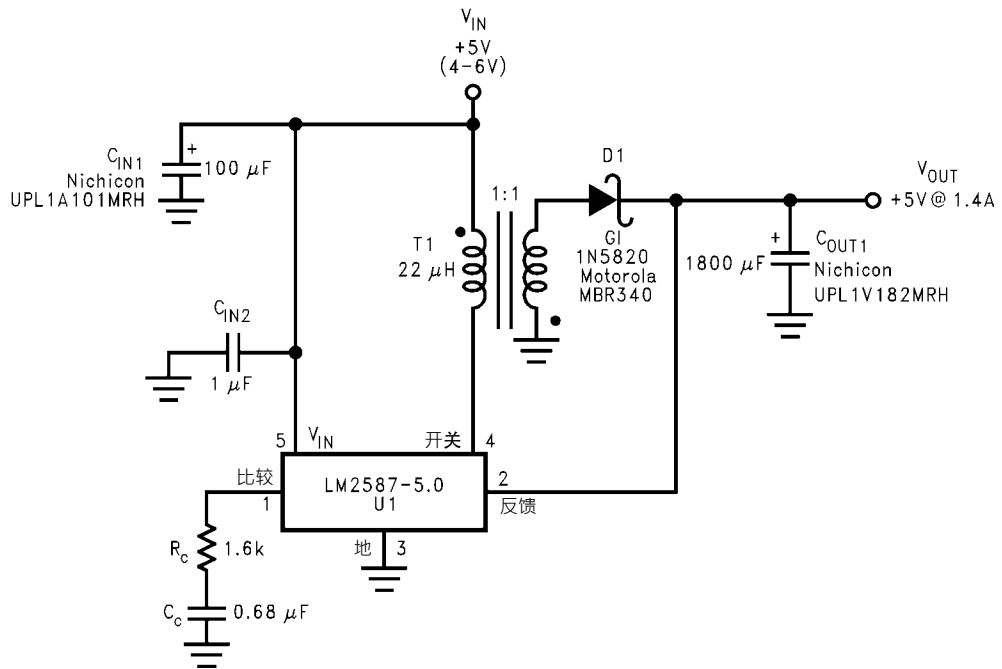 V_IN
+5V
(4-6V)
C_IN1
Nichicon
UPL1A101MRH
+
100 μF
T1
22 μH
1:1
D1
GI
1N5820
Motorola
MBR340
V_OUT
+5V@ 1.4A
1800 μF
+
C_OUT1
Nichicon
UPL1V182MRH
C_IN2
1 μF
5
V_IN
开关
4
比较
1
LM2587-5.0
U1
2
反馈
地
3
R_c
1.6k
C_c
0.68 μF